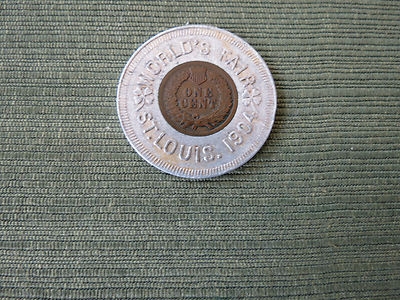 WORLD'S FAIR
ONE
CENT
ST. LOUIS. 1904